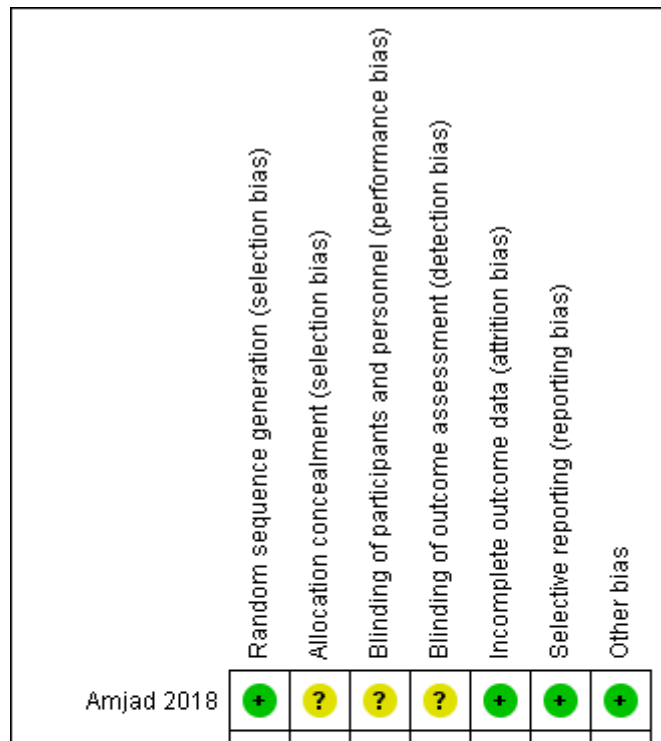 Random sequence generation (selection bias)
Allocation concealment (selection bias)
Blinding of participants and personnel (performance bias)
Blinding of outcome assessment (detection bias)
Incomplete outcome data (attrition bias)
Selective reporting (reporting bias)
Other bias
Amjad 2018 + ? ? ? + + +